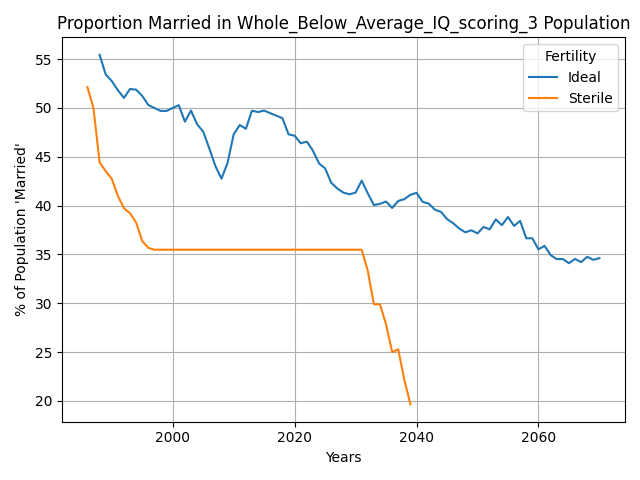 Proportion Married in Whole_Below_Average_IQ_scoring_3 Population
% of Population 'Married'
55
50
45
40
35
30
25
20
Fertility
Ideal
Sterile
2000
2020
2040
2060
Years